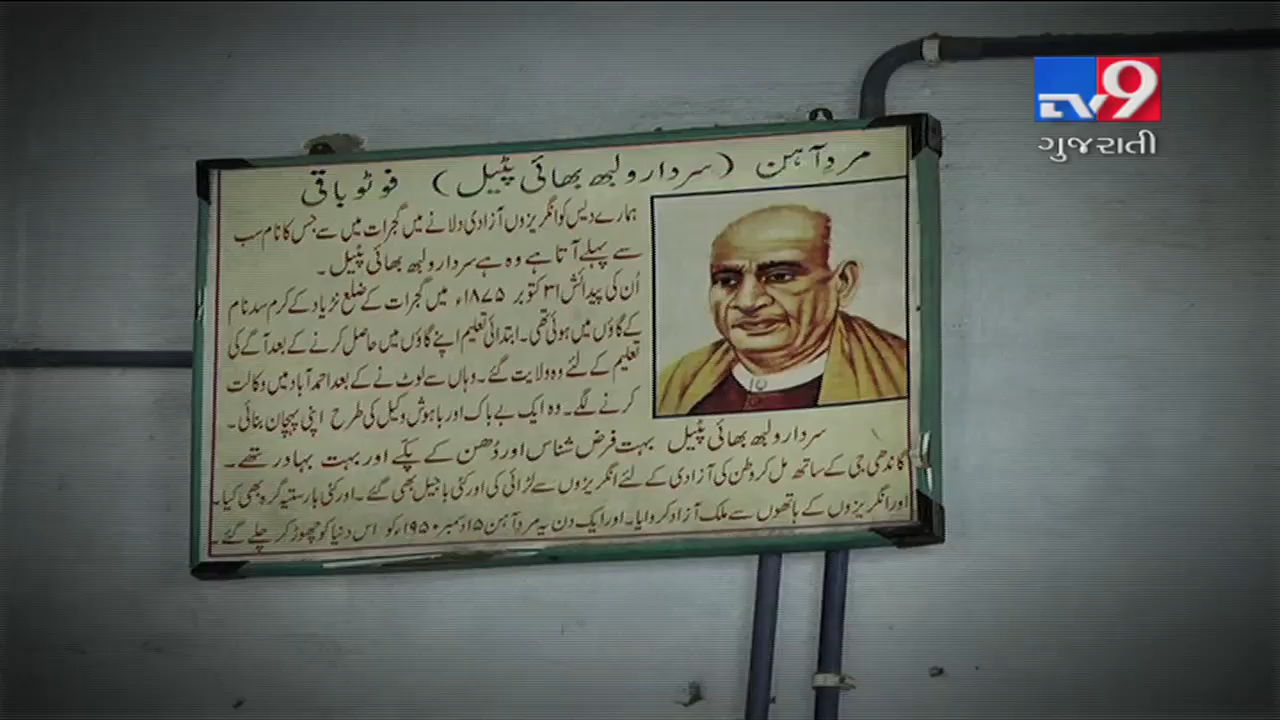 TV9
ગુજરાતી
مردِ آہن (سردار ولبھ بھائی پٹیل) فوٹو باقی
ہمارے دیس کو انگریزوں آزادی دلانے میں گجرات میں سے جس کا نام سب
سے پہلے آتا ہے وہ ہے سردار ولبھ بھائی پٹیل ۔
اُن کی پیدائش ۳۱ کتوبر ۱۸۷۵ء میں گجرات کے ضلع نڑیاد کے کرم سد نام
کے گاؤں میں ہوئی تھی۔ ابتدائی تعلیم اپنے گاؤں میں حاصل کرنے کے بعد آگے کی
تعلیم کے لئے وہ ولایت گئے۔ وہاں سے لوٹ نے کے بعد احمد آباد میں وکالت
کرنے لگے۔ وہ ایک بے باک اور باہوش وکیل کی طرح اپنی پہچان بنائی۔
سردار ولبھ بھائی پٹیل بہت فرض شناس اور دُھن کے پکّے اور بہت بہادر تھے۔
گاندھی جی کے ساتھ مل کر وطن کی آزادی کے لئے انگریزوں سے لڑائی کی اور کئی با جیل بھی گئے۔ اور کئی بار ستیہ گرہ بھی کیا۔
اور انگریزوں کے ہاتھوں سے ملک آزاد کروایا۔ اور ایک دن یہ مردِ آہن ۱۵ دسمبر ۱۹۵۰ء کو اس دنیا کو چھوڑ کر چلے گئے۔